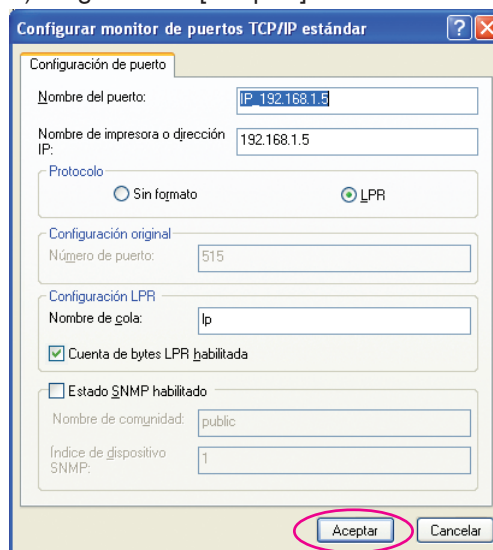 Configurar monitor de puertos TCP/IP estándar
Configuración de puerto
Nombre del puerto: IP_192.168.1.5
Nombre de impresora o dirección IP: 192.168.1.5
Protocolo
Sin formato LPR
Configuración original
Número de puerto: 515
Configuración LPR
Nombre de cola: lp
Cuenta de bytes LPR habilitada
Estado SNMP habilitado
Nombre de comunidad: public
Índice de dispositivo SNMP: 1
Aceptar Cancelar